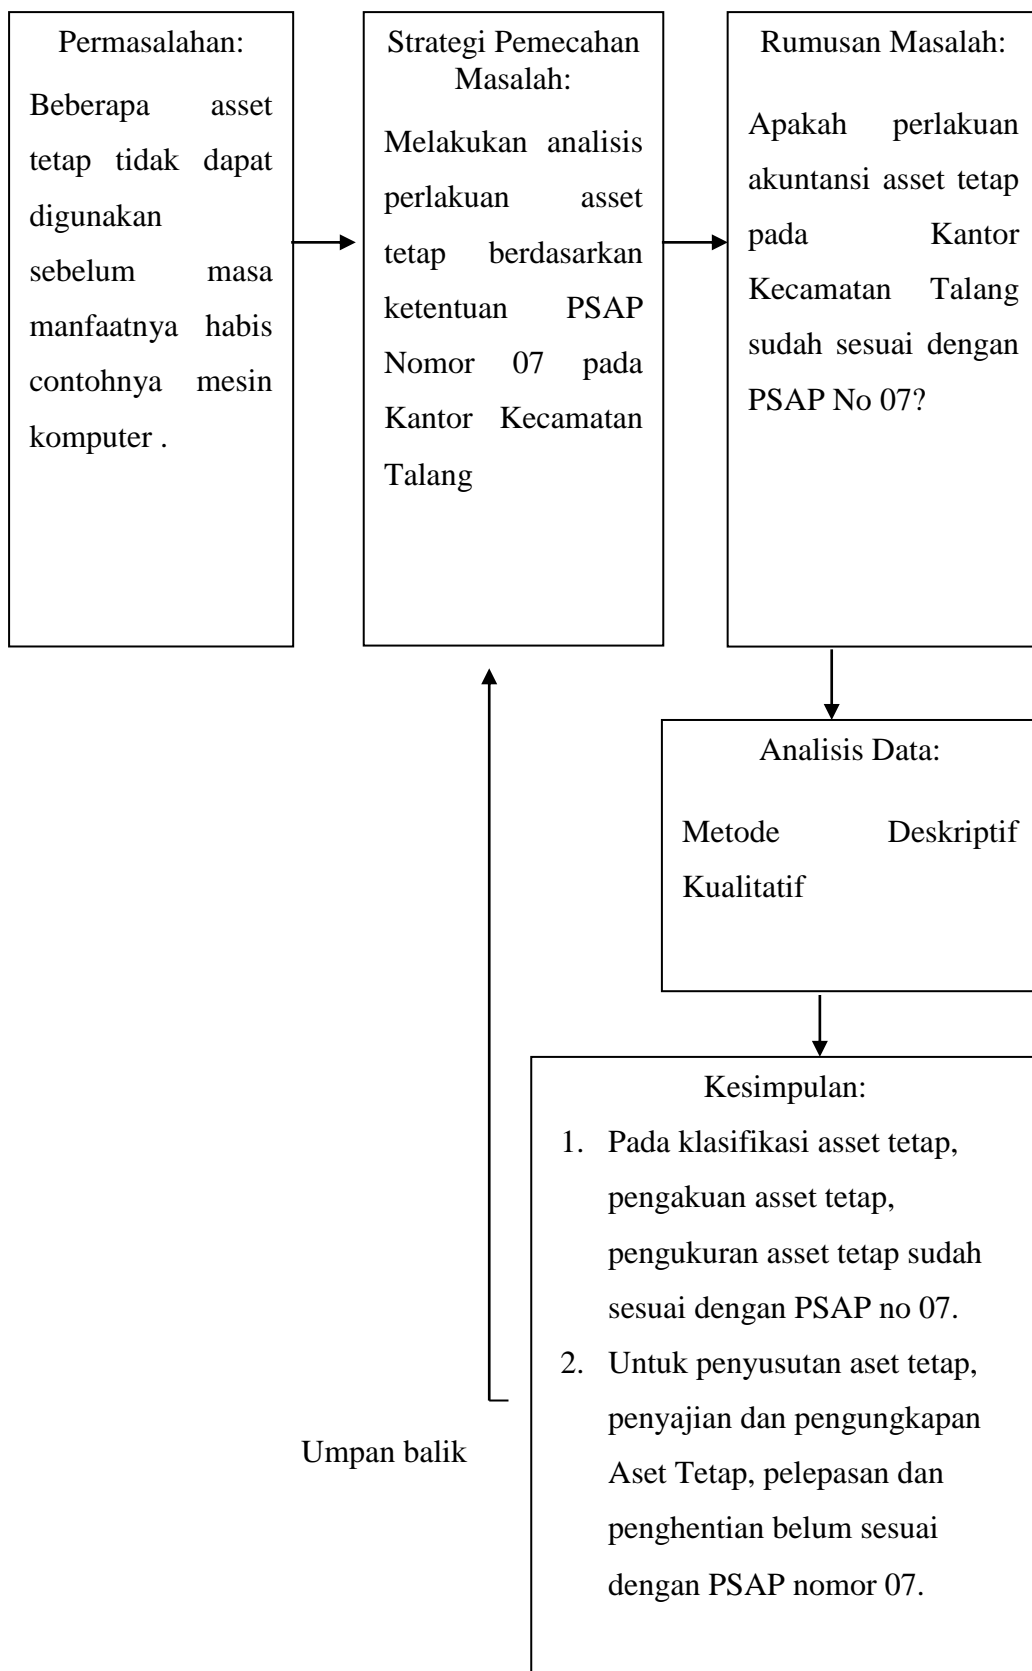 Permasalahan:
Beberapa asset
tetap tidak dapat
digunakan
sebelum masa
manfaatnya habis
contohnya mesin
komputer .
Strategi Pemecahan
Masalah:
Melakukan analisis
perlakuan asset
tetap berdasarkan
ketentuan PSAP
Nomor 07 pada
Kantor Kecamatan
Talang
Rumusan Masalah:
Apakah perlakuan
akuntansi asset tetap
pada Kantor
Kecamatan Talang
sudah sesuai dengan
PSAP No 07?
Analisis Data:
Metode Deskriptif
Kualitatif
Kesimpulan:
1. Pada klasifikasi asset tetap,
pengakuan asset tetap,
pengukuran asset tetap sudah
sesuai dengan PSAP no 07.
2. Untuk penyusutan aset tetap,
penyajian dan pengungkapan
Aset Tetap, pelepasan dan
penghentian belum sesuai
dengan PSAP nomor 07.
Umpan balik